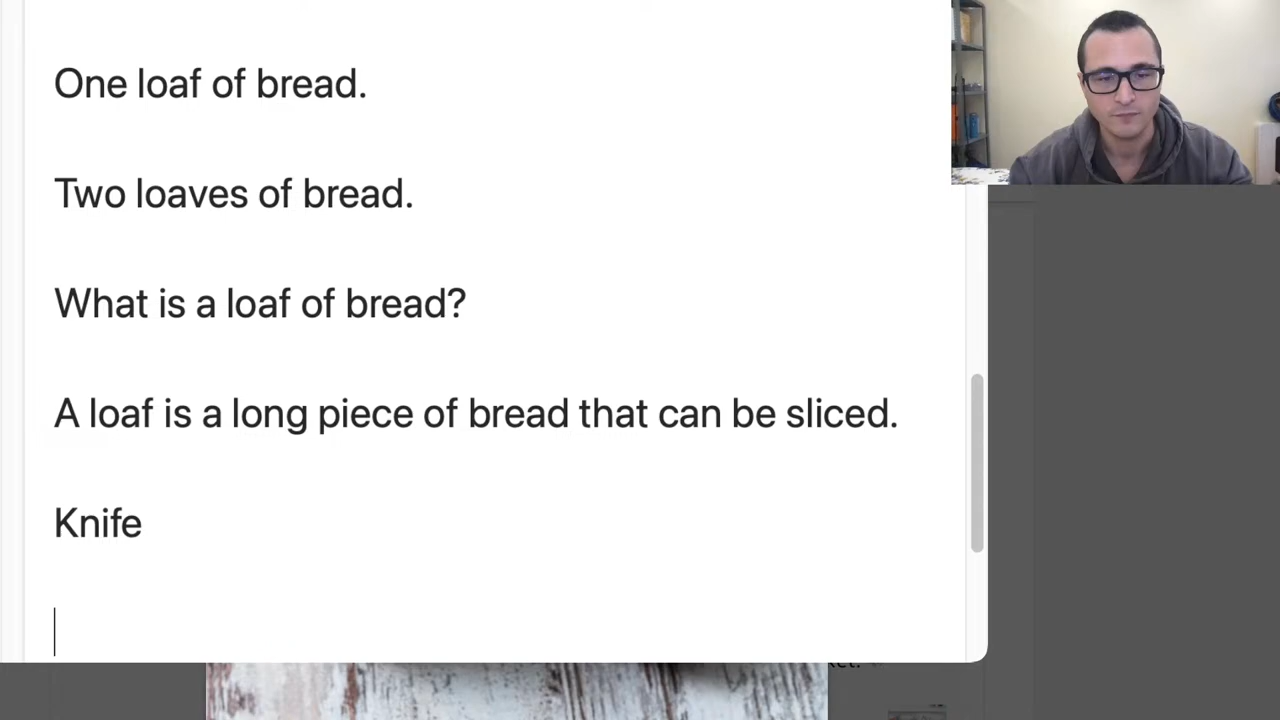 One loaf of bread.
Two loaves of bread.
What is a loaf of bread?
A loaf is a long piece of bread that can be sliced.
Knife